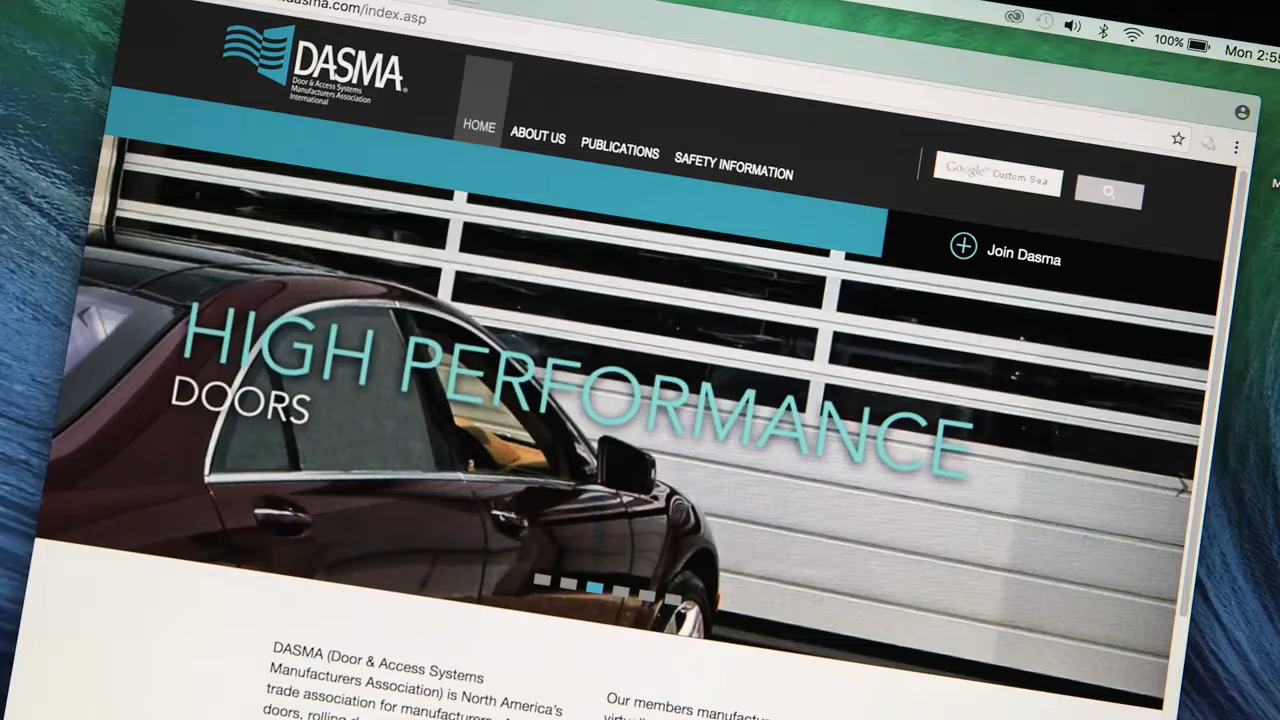 dasma.com/index.asp
100%
Mon 2:5
DASMA
Door & Access Systems
Manufacturers Association
International
HOME
ABOUT US
PUBLICATIONS
SAFETY INFORMATION
Google™ Custom Sea
Join Dasma
HIGH PERFORMANCE
DOORS
DASMA (Door & Access Systems
Manufacturers Association) is North America's
trade association for manufacturers
doors, rolling
Our members manufactu